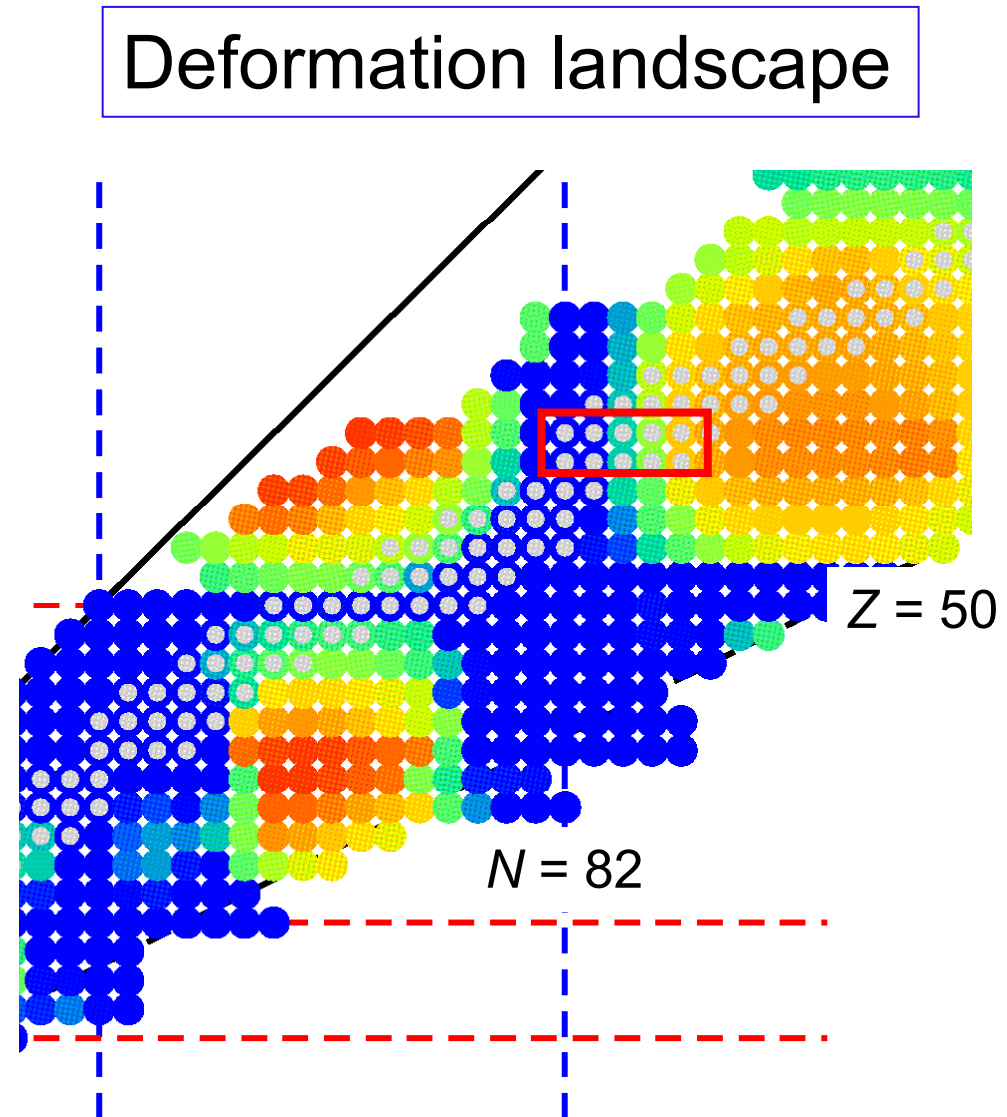 Deformation landscape
Z = 50
N = 82